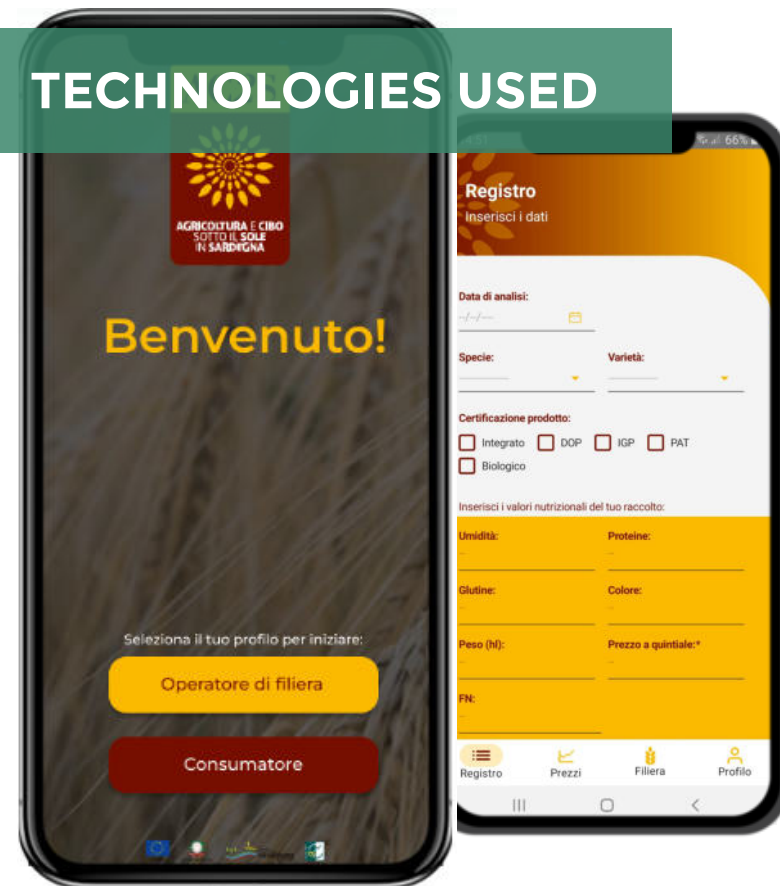 TECHNOLOGIES USED
AGRICOLTURA E CIBO
SOTTO IL SOLE
IN SARDEGNA
Benvenuto!
Seleziona il tuo profilo per iniziare:
Operatore di filiera
Consumatore
66%
Registro
Inserisci i dati
Data di analisi:
--/--/----
Specie:
Varietà:
Certificazione prodotto:
Integrato DOP IGP PAT
Biologico
Inserisci i valori nutrizionali del tuo raccolto:
Umidità: Proteine:
Glutine: Colore:
Peso (hl): Prezzo a quintiale:*
FN:
Registro Prezzi Filiera Profilo